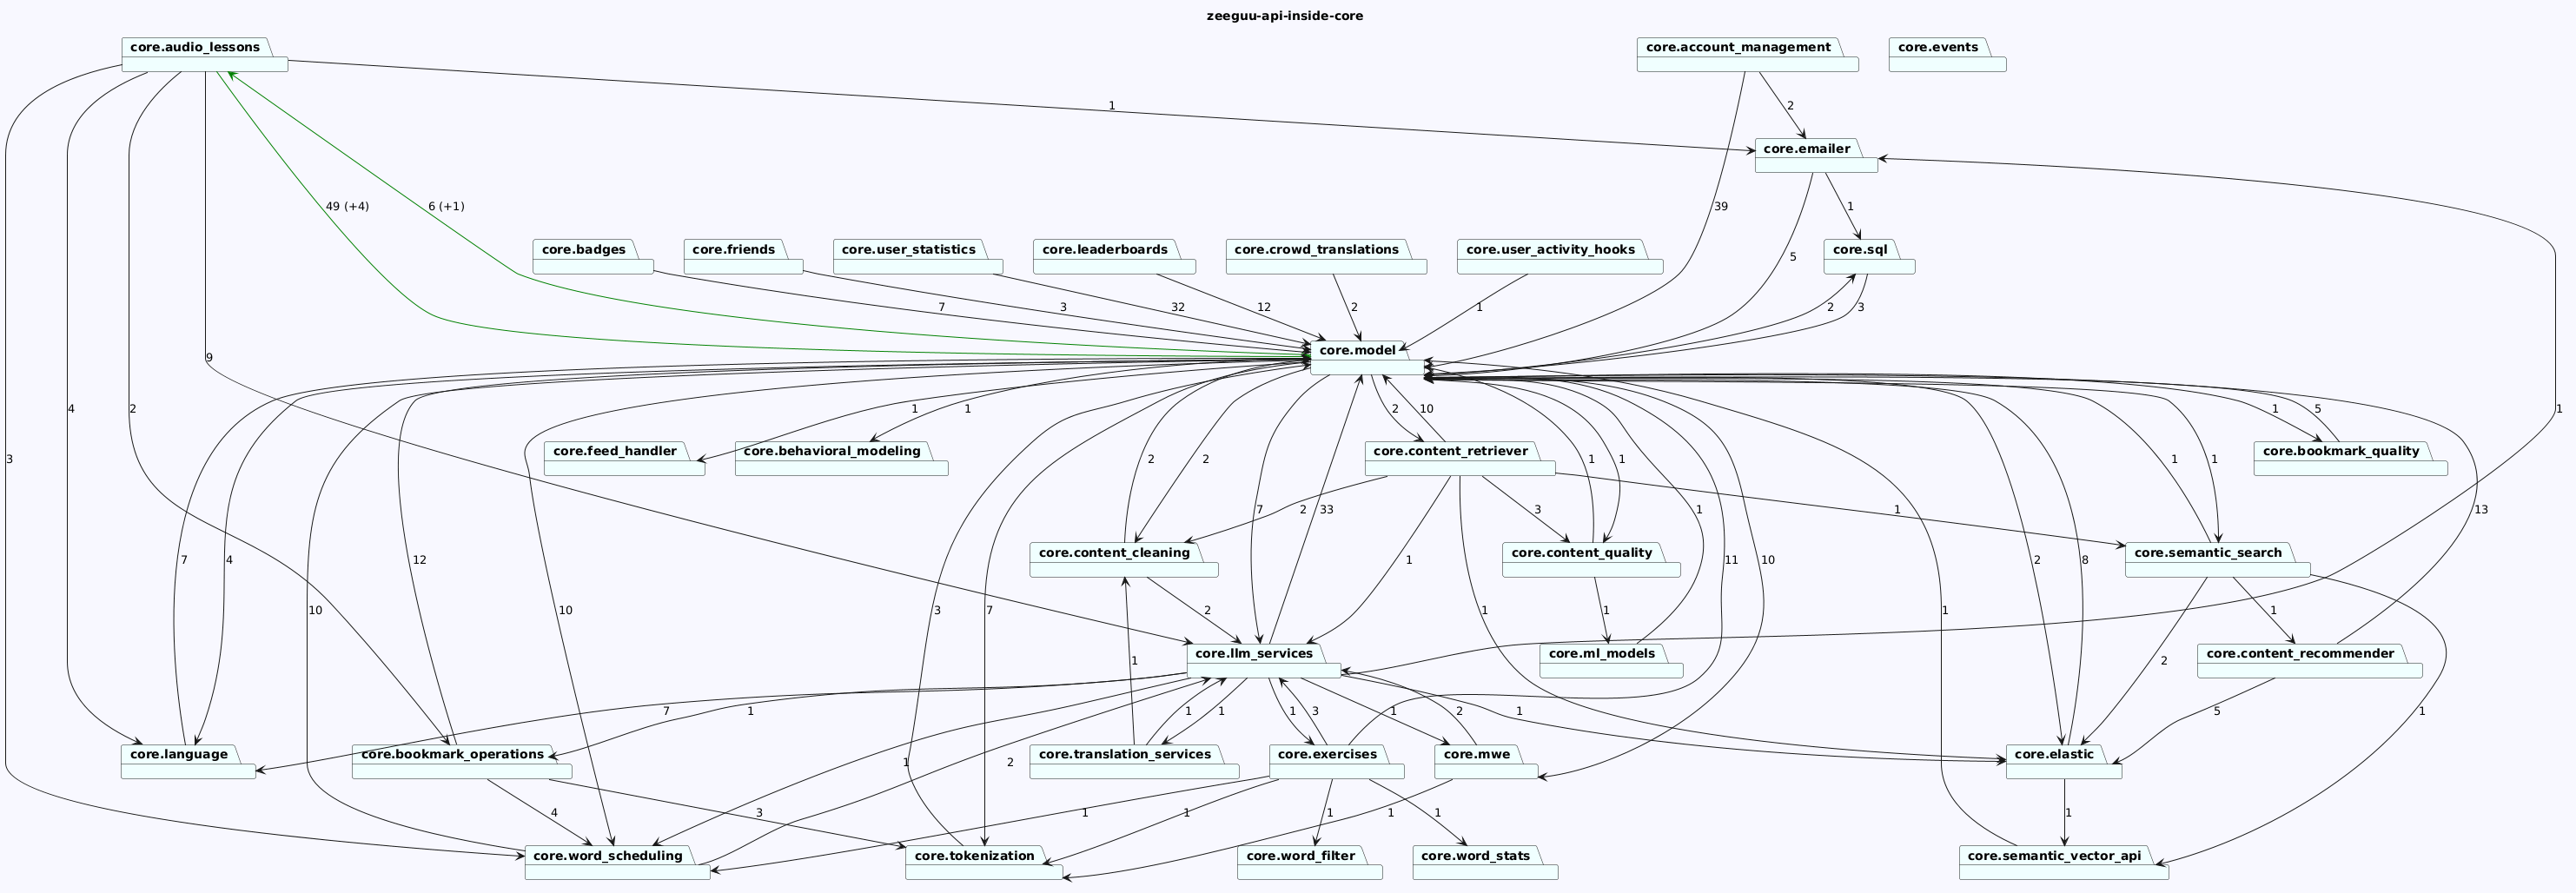 zeeguu-api-inside-core
core.audio_lessons
core.account_management
core.events
1
2
core.emailer
49 (+4)
6 (+1)
39
1
core.badges
core.friends
core.user_statistics
core.leaderboards
core.crowd_translations
core.user_activity_hooks
core.sql
5
7
3
32
12
2
1
2
3
core.model
9
4
2
1
1
2
10
1
5
1
core.feed_handler
core.behavioral_modeling
core.content_retriever
core.bookmark_quality
3
2
2
1
1
1
1
7
33
2
3
1
1
13
core.content_cleaning
core.content_quality
core.semantic_search
7
4
12
1
11
10
2
8
10
10
3
7
2
1
1
1
1
core.llm_services
core.ml_models
core.content_recommender
1
2
7
1
1
1
1
3
1
2
1
5
1
core.language
core.bookmark_operations
core.translation_services
core.exercises
core.mwe
core.elastic
1
2
4
3
1
1
1
1
1
1
core.word_scheduling
core.tokenization
core.word_filter
core.word_stats
core.semantic_vector_api